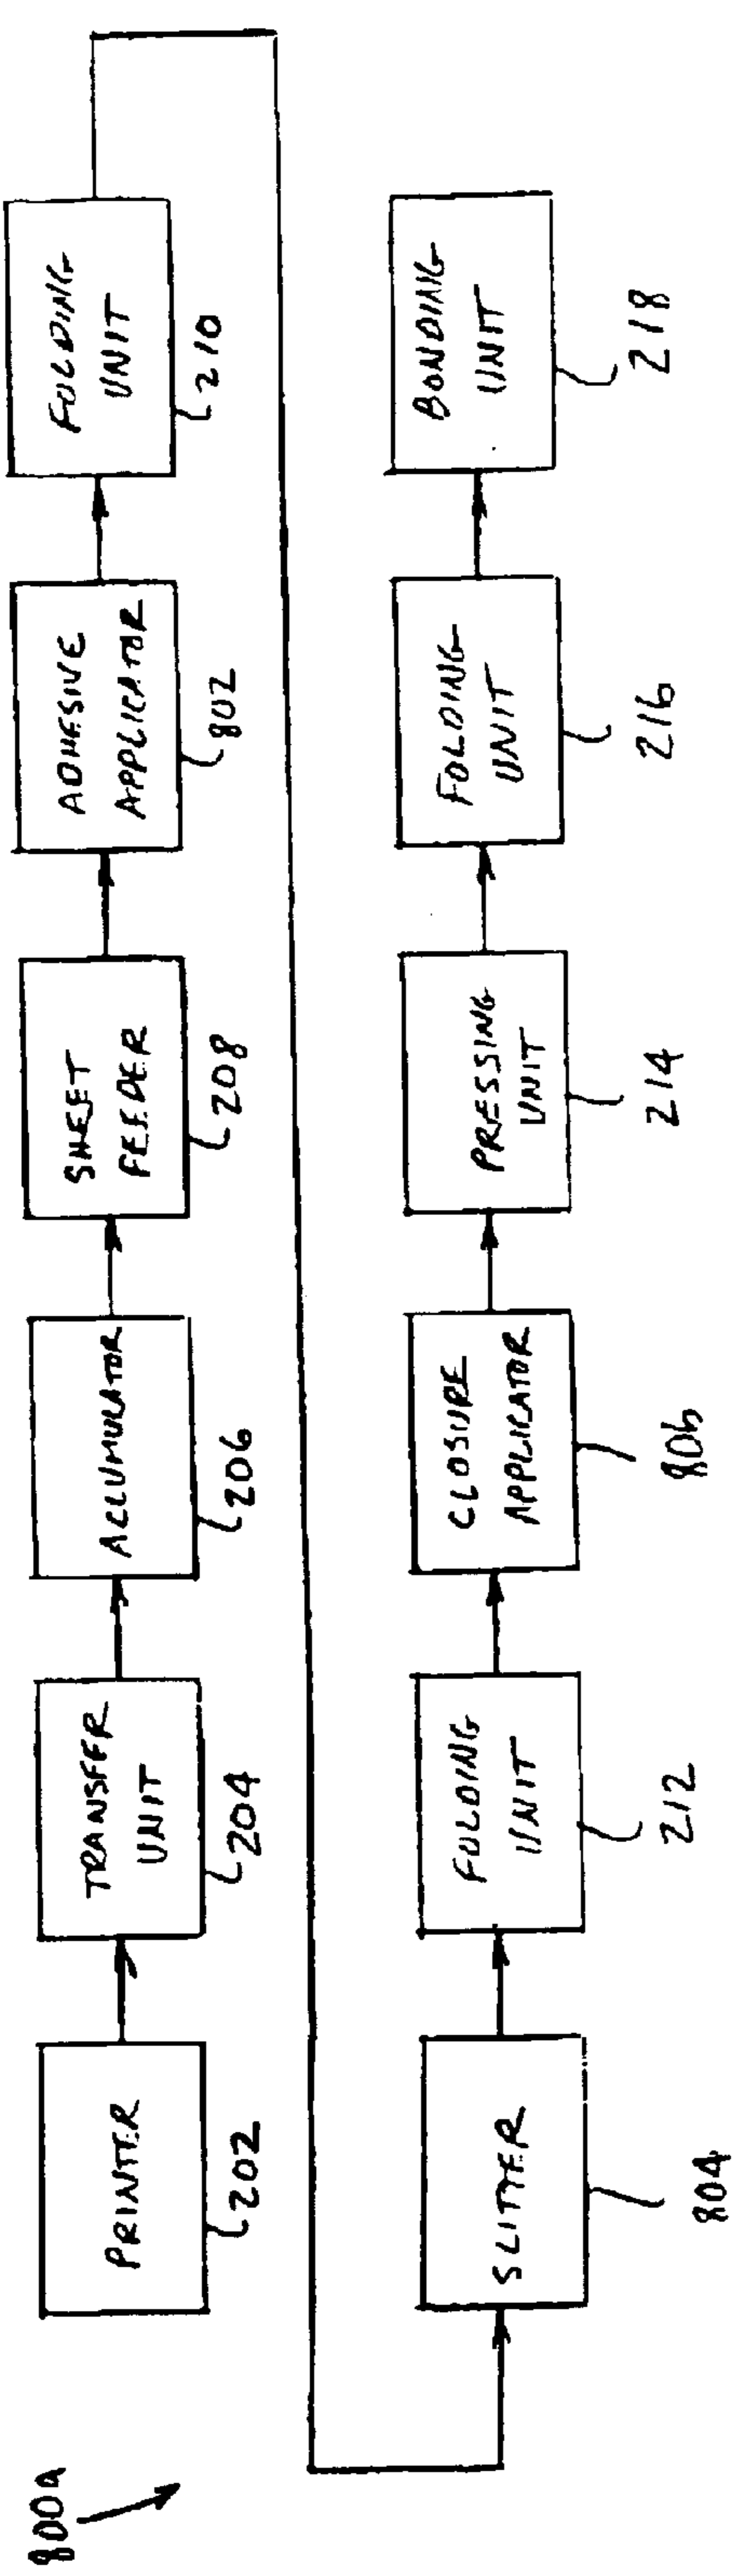 800a
PRINTER
202
TRANSFER
UNIT
204
ACCUMULATOR
206
SHEET
FEEDER
208
ADHESIVE
APPLICATOR
802
FOLDING
UNIT
210
SLITTER
804
FOLDING
UNIT
212
CLOSURE
APPLICATOR
806
PRESSING
UNIT
214
FOLDING
UNIT
216
BONDING
UNIT
218